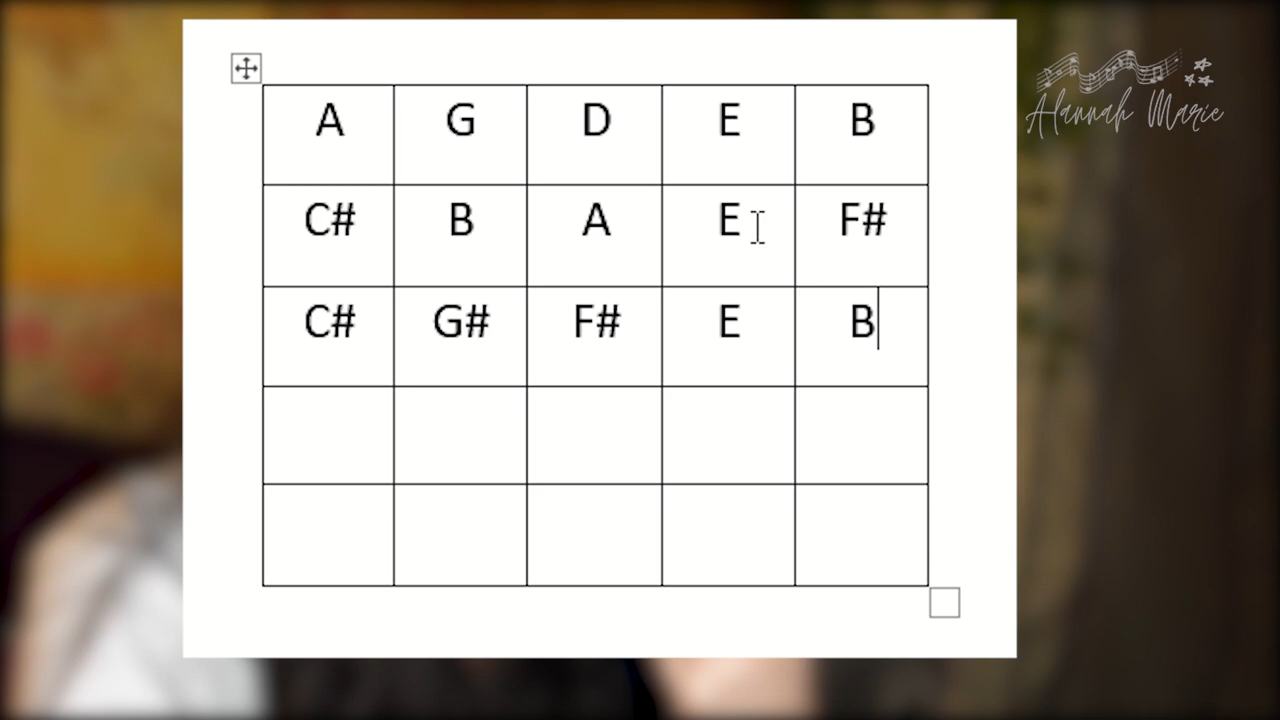 A G D E B
C# B A E F#
C# G# F# E B
Alannah Marie